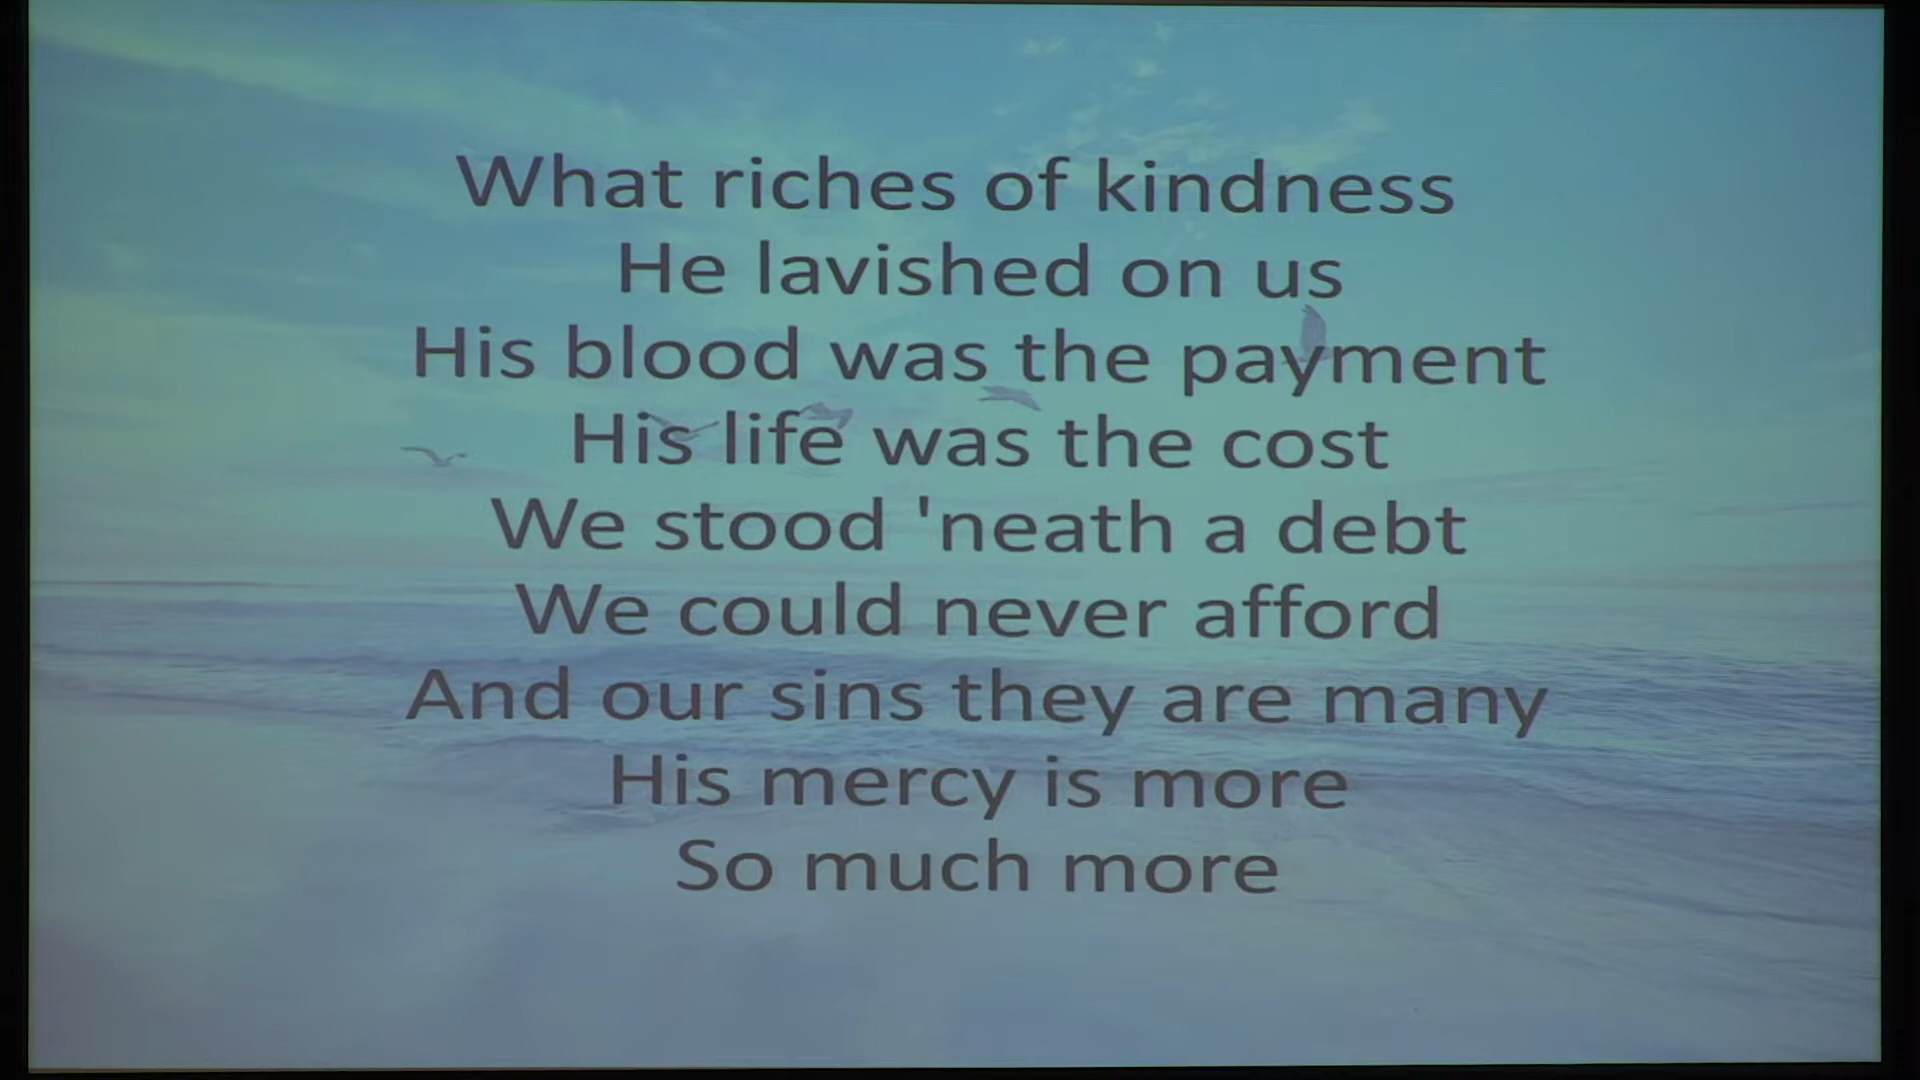 What riches of kindness
He lavished on us
His blood was the payment
His life was the cost
We stood 'neath a debt
We could never afford
And our sins they are many
His mercy is more
So much more